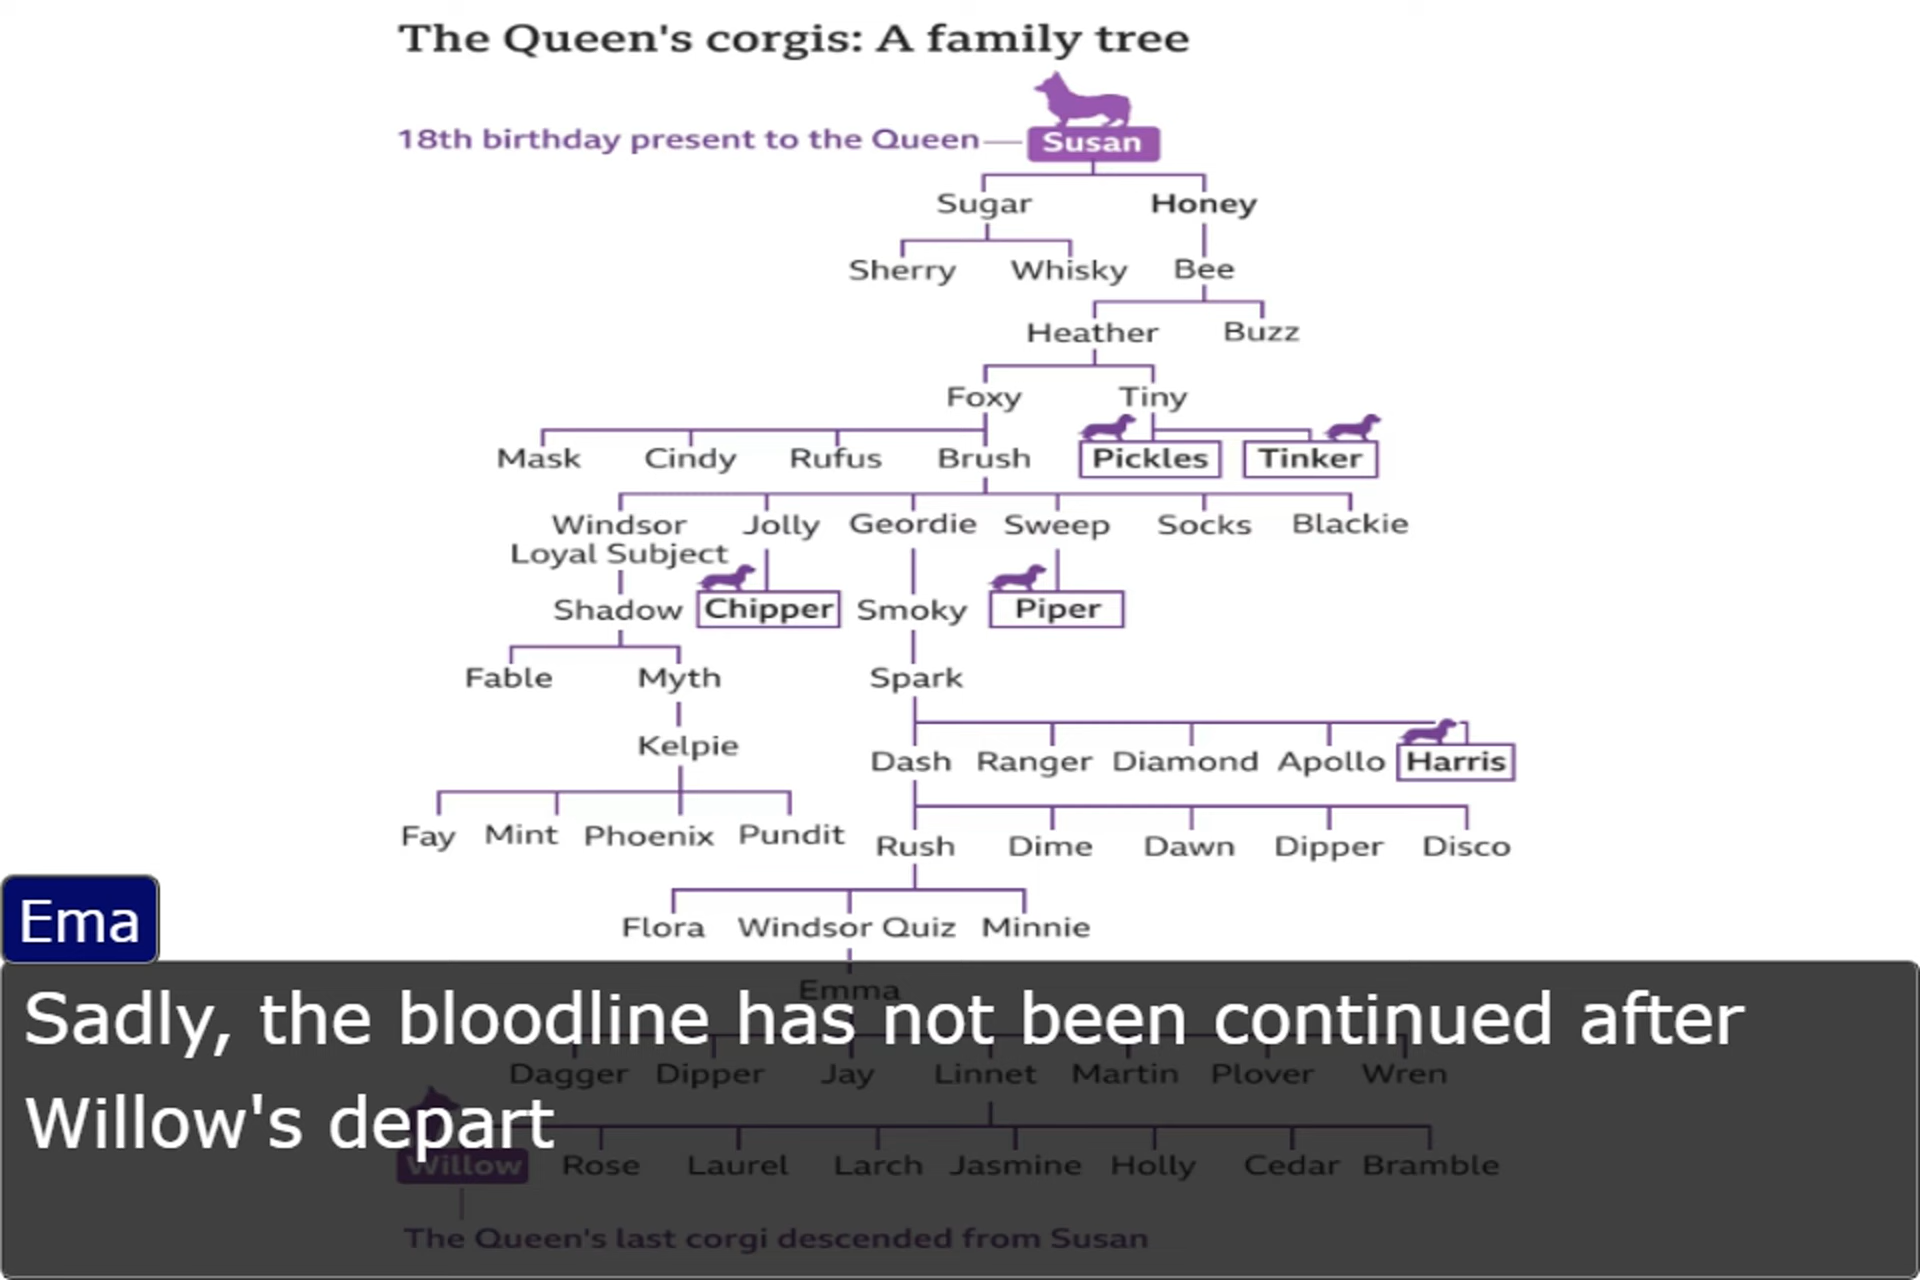 The Queen's corgis: A family tree
18th birthday present to the Queen
Susan
Sugar Honey
Sherry Whisky Bee
Heather Buzz
Foxy Tiny
Mask Cindy Rufus Brush Pickles Tinker
Windsor Jolly Geordie Sweep Socks Blackie
Loyal Subject
Shadow Chipper Smoky Piper
Fable Myth Spark
Kelpie
Dash Ranger Diamond Apollo Harris
Fay Mint Phoenix Pundit
Rush Dime Dawn Dipper Disco
Flora Windsor Quiz Minnie
Ema
Emma
Sadly, the bloodline has not been continued after
Dagger Dipper Jay Linnet Martin Plover Wren
Willow's depart
Willow Rose Laurel Larch Jasmine Holly Cedar Bramble
The Queen's last corgi descended from Susan